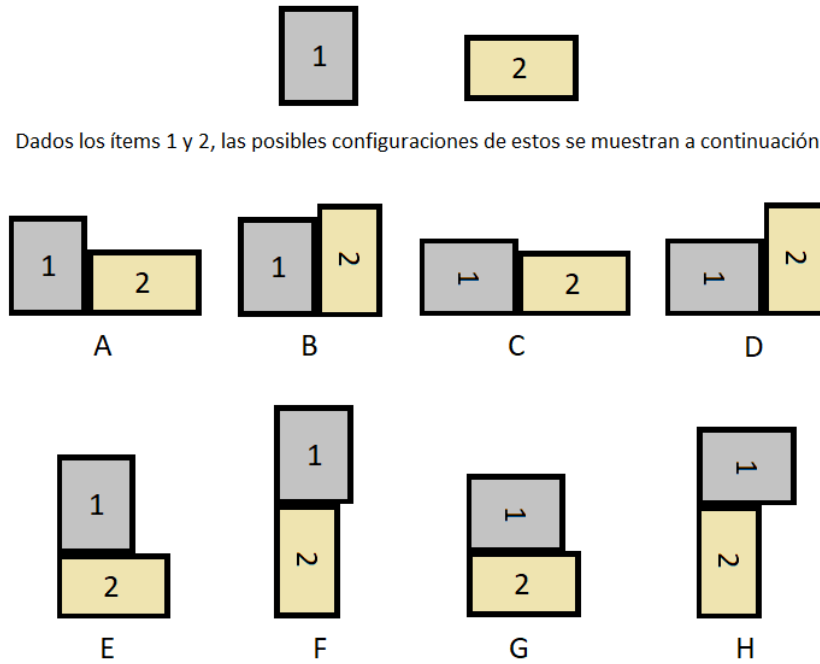 1 2
Dados los ítems 1 y 2, las posibles configuraciones de estos se muestran a continuación
1 2 1 2 1 2 1 2
A B C D
1 2 1 2 1 2 1 2
E F G H